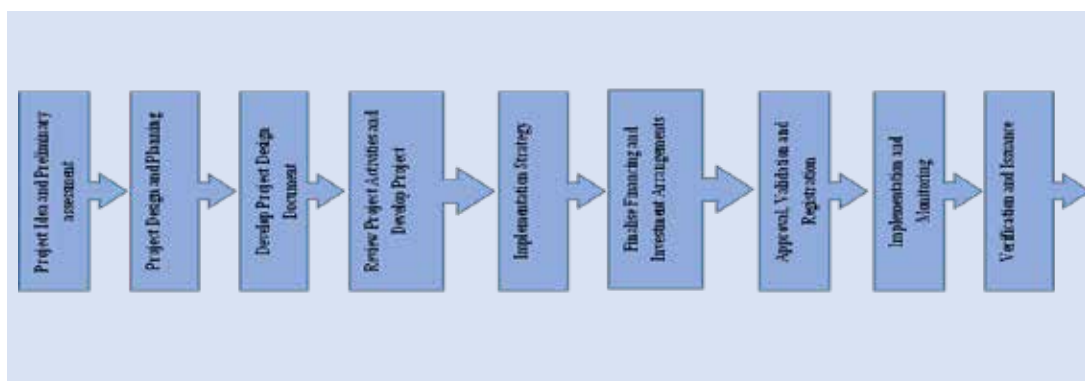 Project Idea and Preliminary
assessment
Project Design and Planning
Develop Project Design
Document
Review Project Activities and
Develop Project
Implementation Strategy
Finalise Financing and
Investment Arrangements
Approval, Validation and
Registration
Implementation and
Monitoring
Verification and Issuance